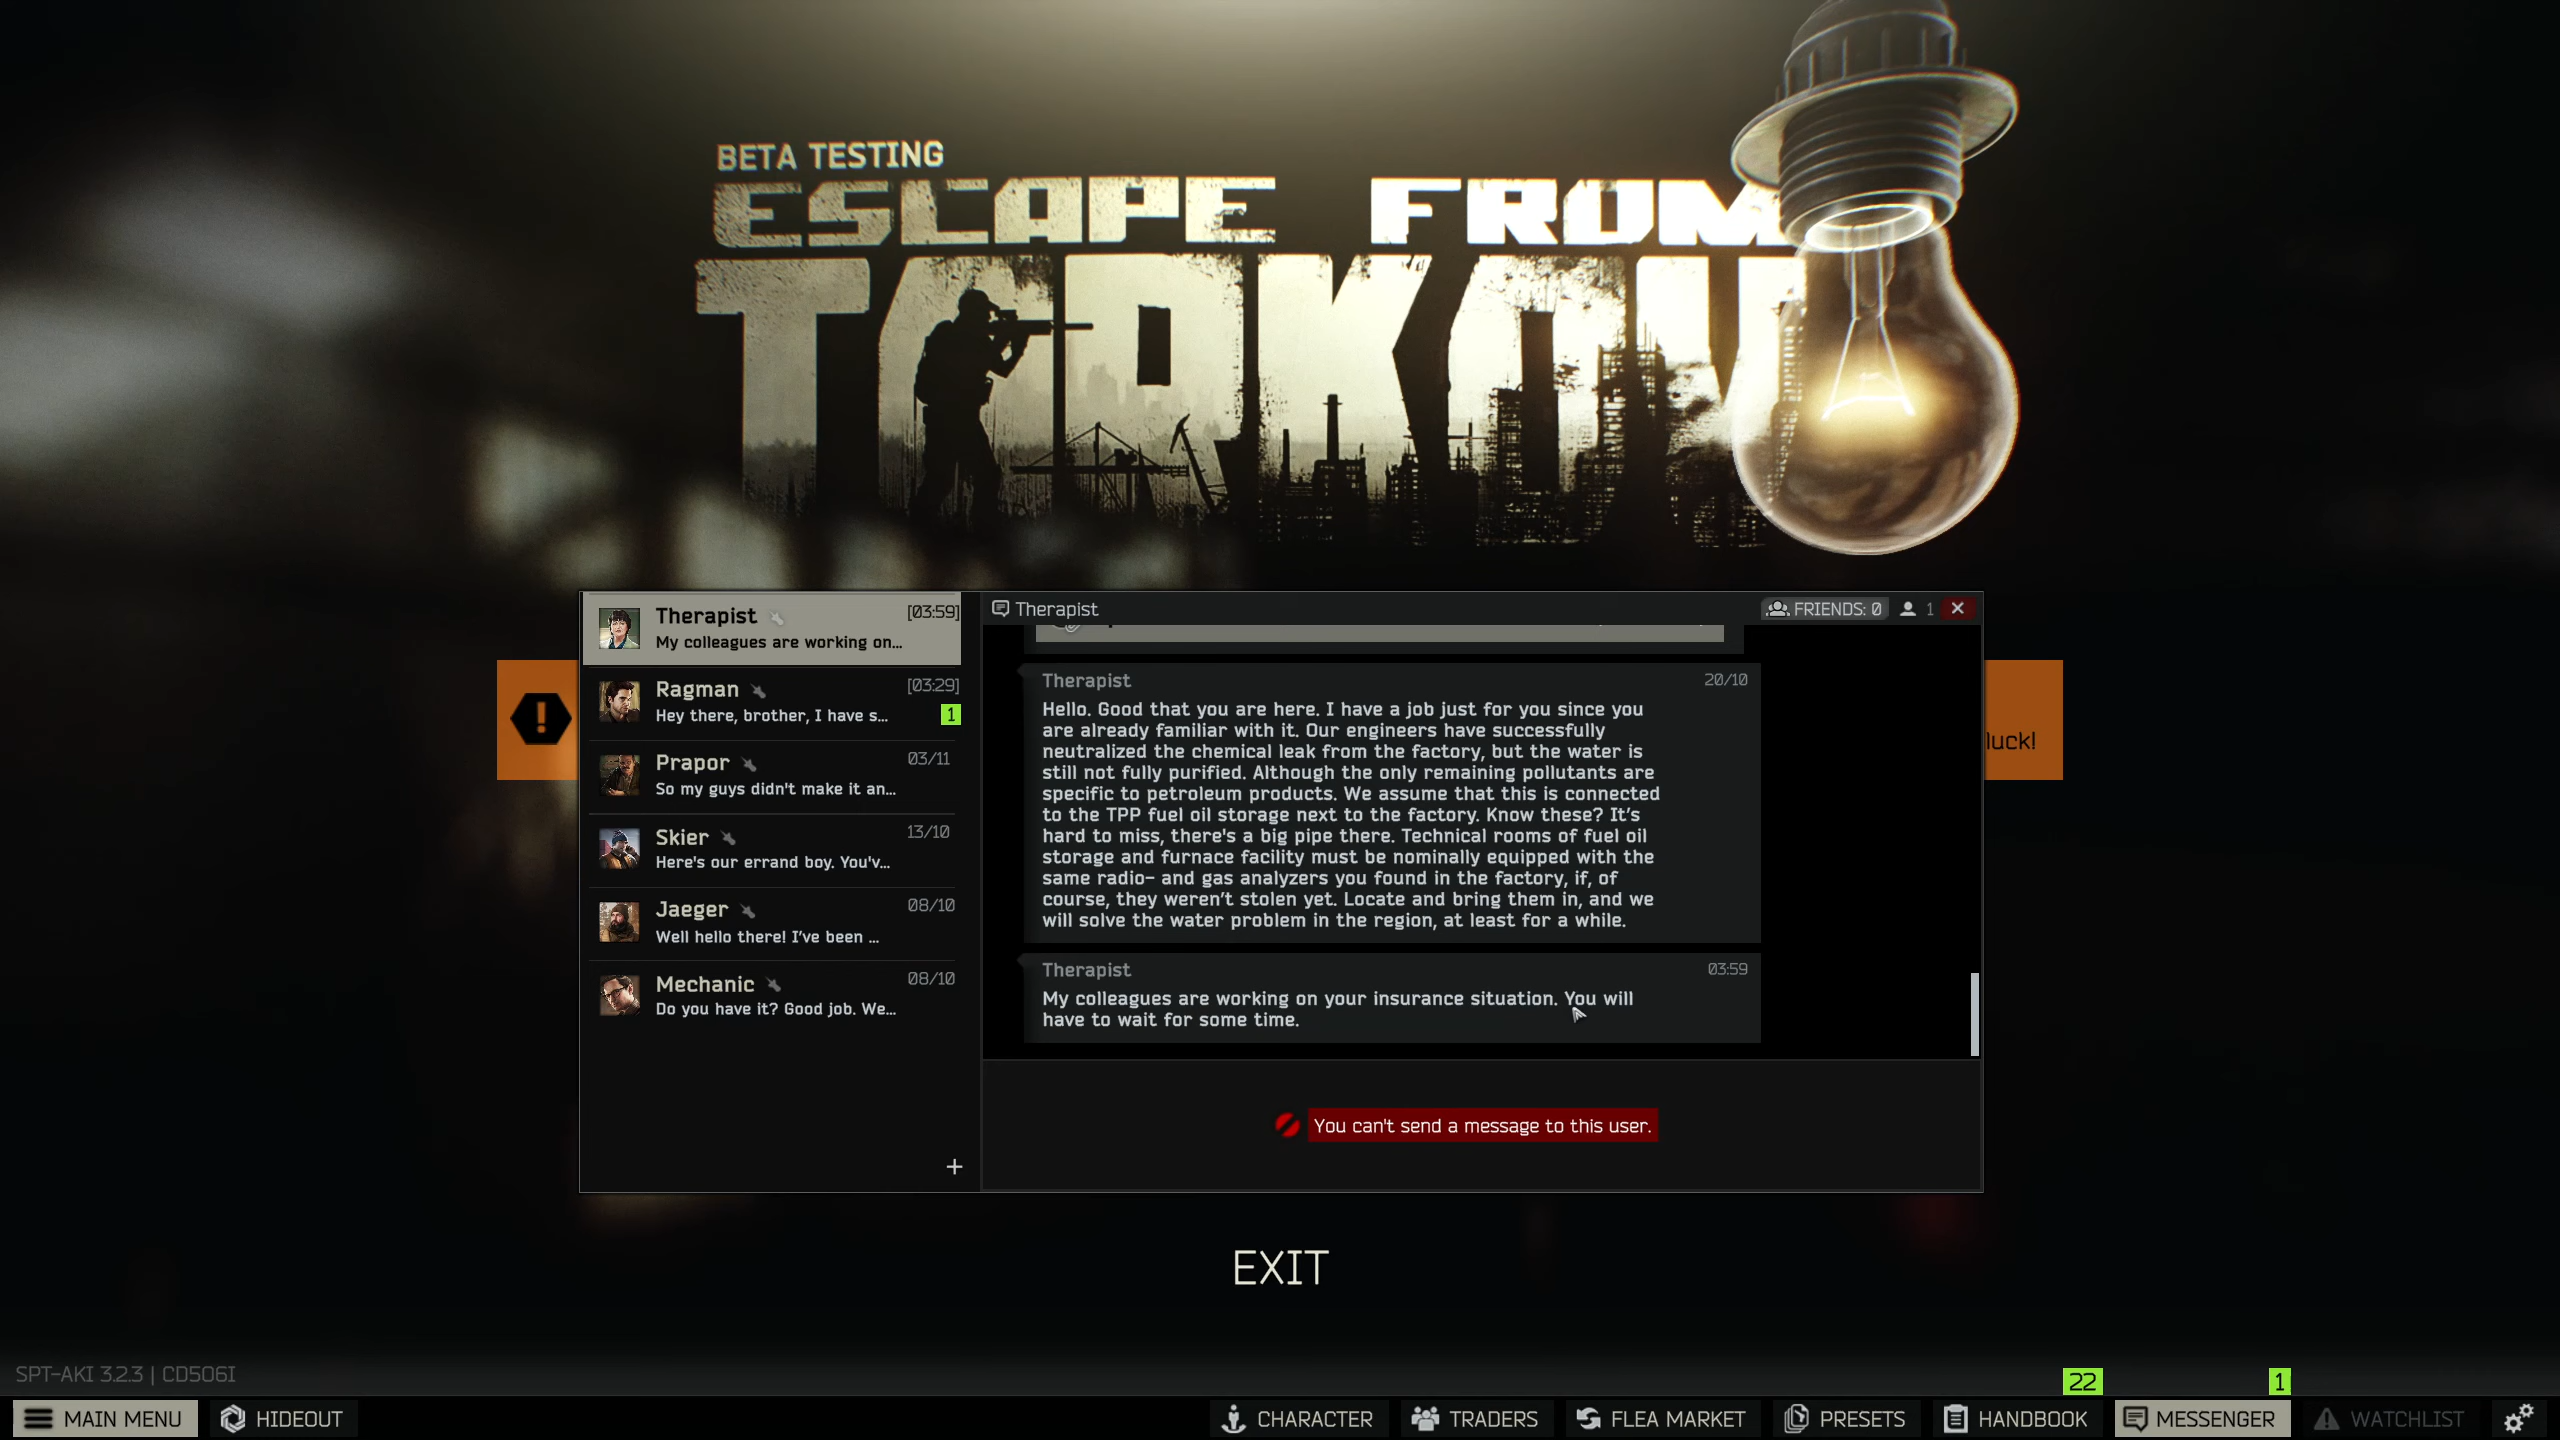 BETA TESTING
ESCAPE FROM
TARKOV
Therapist
[03:59]
My colleagues are working on...
Ragman
[03:29]
Hey there, brother, I have s...
1
Prapor
03/11
So my guys didn't make it an...
Skier
13/10
Here's our errand boy. You'v...
Jaeger
08/10
Well hello there! I've been ...
Mechanic
08/10
Do you have it? Good job. We...
+
Therapist
FRIENDS: 0
1
Therapist
20/10
Hello. Good that you are here. I have a job just for you since you
are already familiar with it. Our engineers have successfully
neutralized the chemical leak from the factory, but the water is
still not fully purified. Although the only remaining pollutants are
specific to petroleum products. We assume that this is connected
to the TPP fuel oil storage next to the factory. Know these? It's
hard to miss, there's a big pipe there. Technical rooms of fuel oil
storage and furnace facility must be nominally equipped with the
same radio- and gas analyzers you found in the factory, if, of
course, they weren't stolen yet. Locate and bring them in, and we
will solve the water problem in the region, at least for a while.
Therapist
03:59
My colleagues are working on your insurance situation. You will
have to wait for some time.
You can't send a message to this user.
luck!
EXIT
SPT-AKI 3.2.3 | CD506I
22
1
MAIN MENU
HIDEOUT
CHARACTER
TRADERS
FLEA MARKET
PRESETS
HANDBOOK
MESSENGER
WATCHLIST